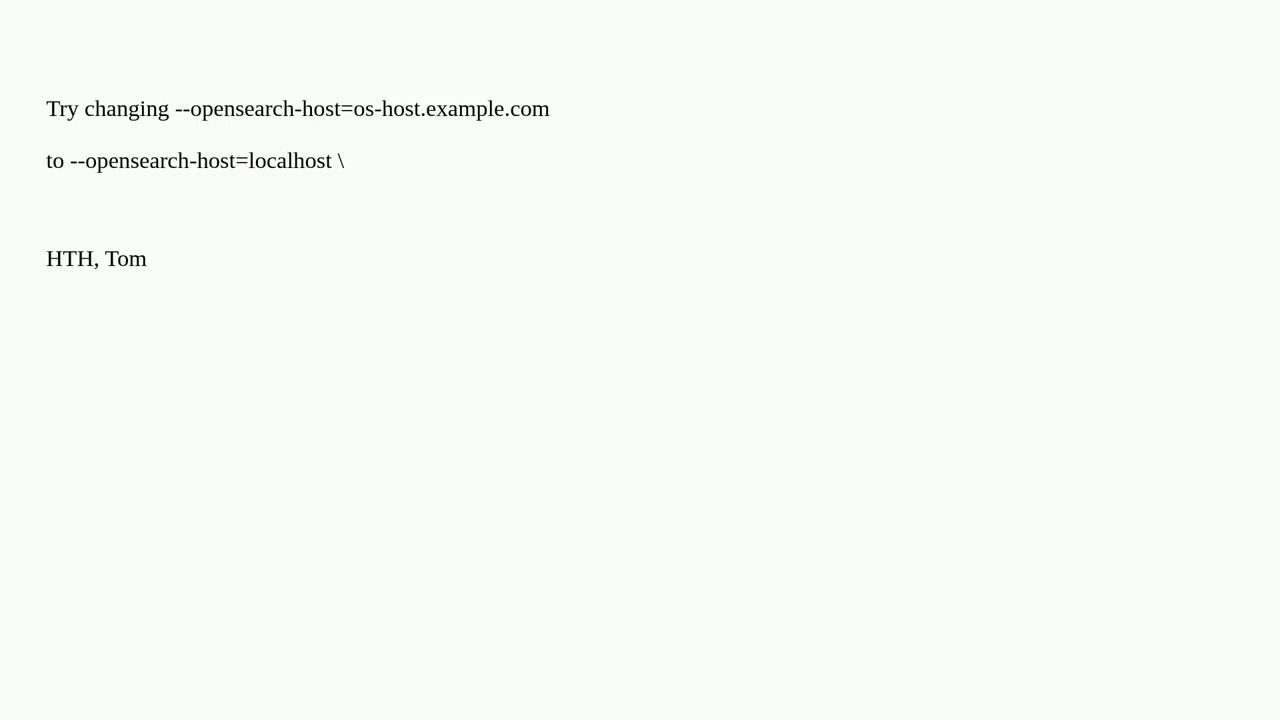 Try changing --opensearch-host=os-host.example.com
to --opensearch-host=localhost \
HTH, Tom